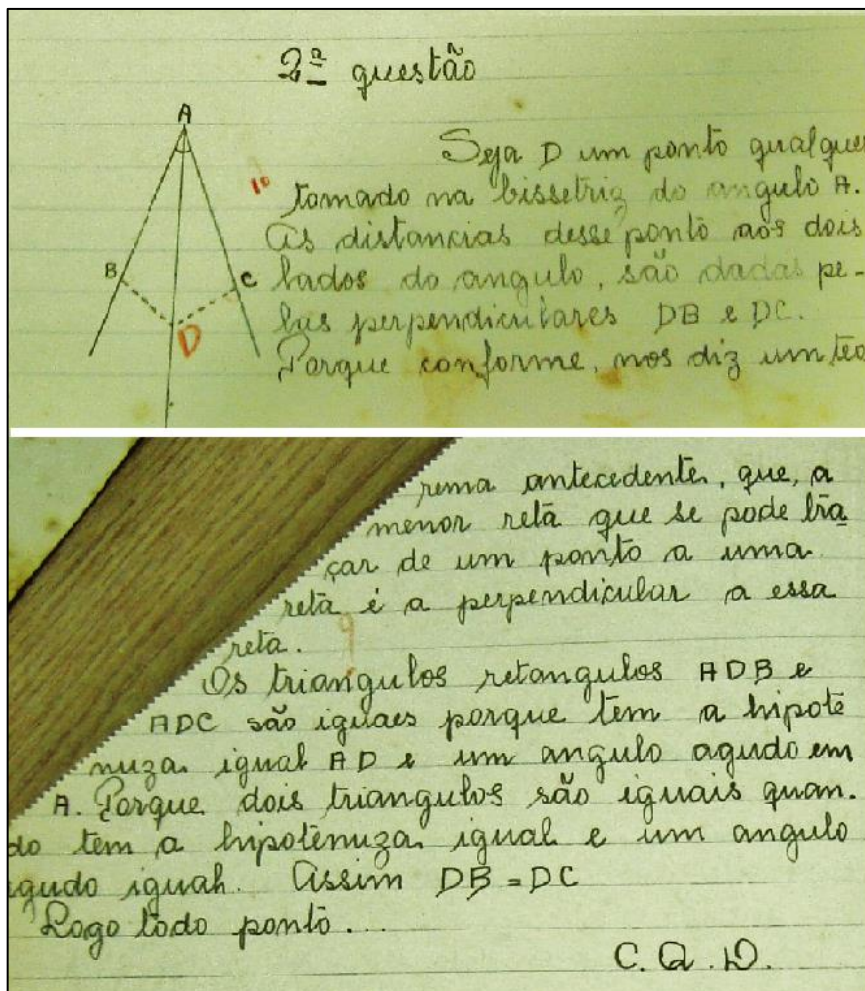 2ª questão
A
B
C
D
10
Seja D um ponto qualquer
tomado na bissetriz do angulo A.
As distancias desse ponto aos dois
lados do angulo, são dadas pe-
las perpendiculares DB e DC.
Porque conforme, nos diz um teo
rema antecedente, que, a
menor reta que se pode tra
çar de um ponto a uma
reta é a perpendicular a essa
reta.
Os triangulos retangulos ADB e
ADC são iguaes porque tem a hipote
nuza igual AD e um angulo agudo em
A. Porque dois triangulos são iguais quan.
do tem a hipotenuza igual e um angulo
agudo igual. Assim DB = DC
Logo todo ponto...
C. Q. D.